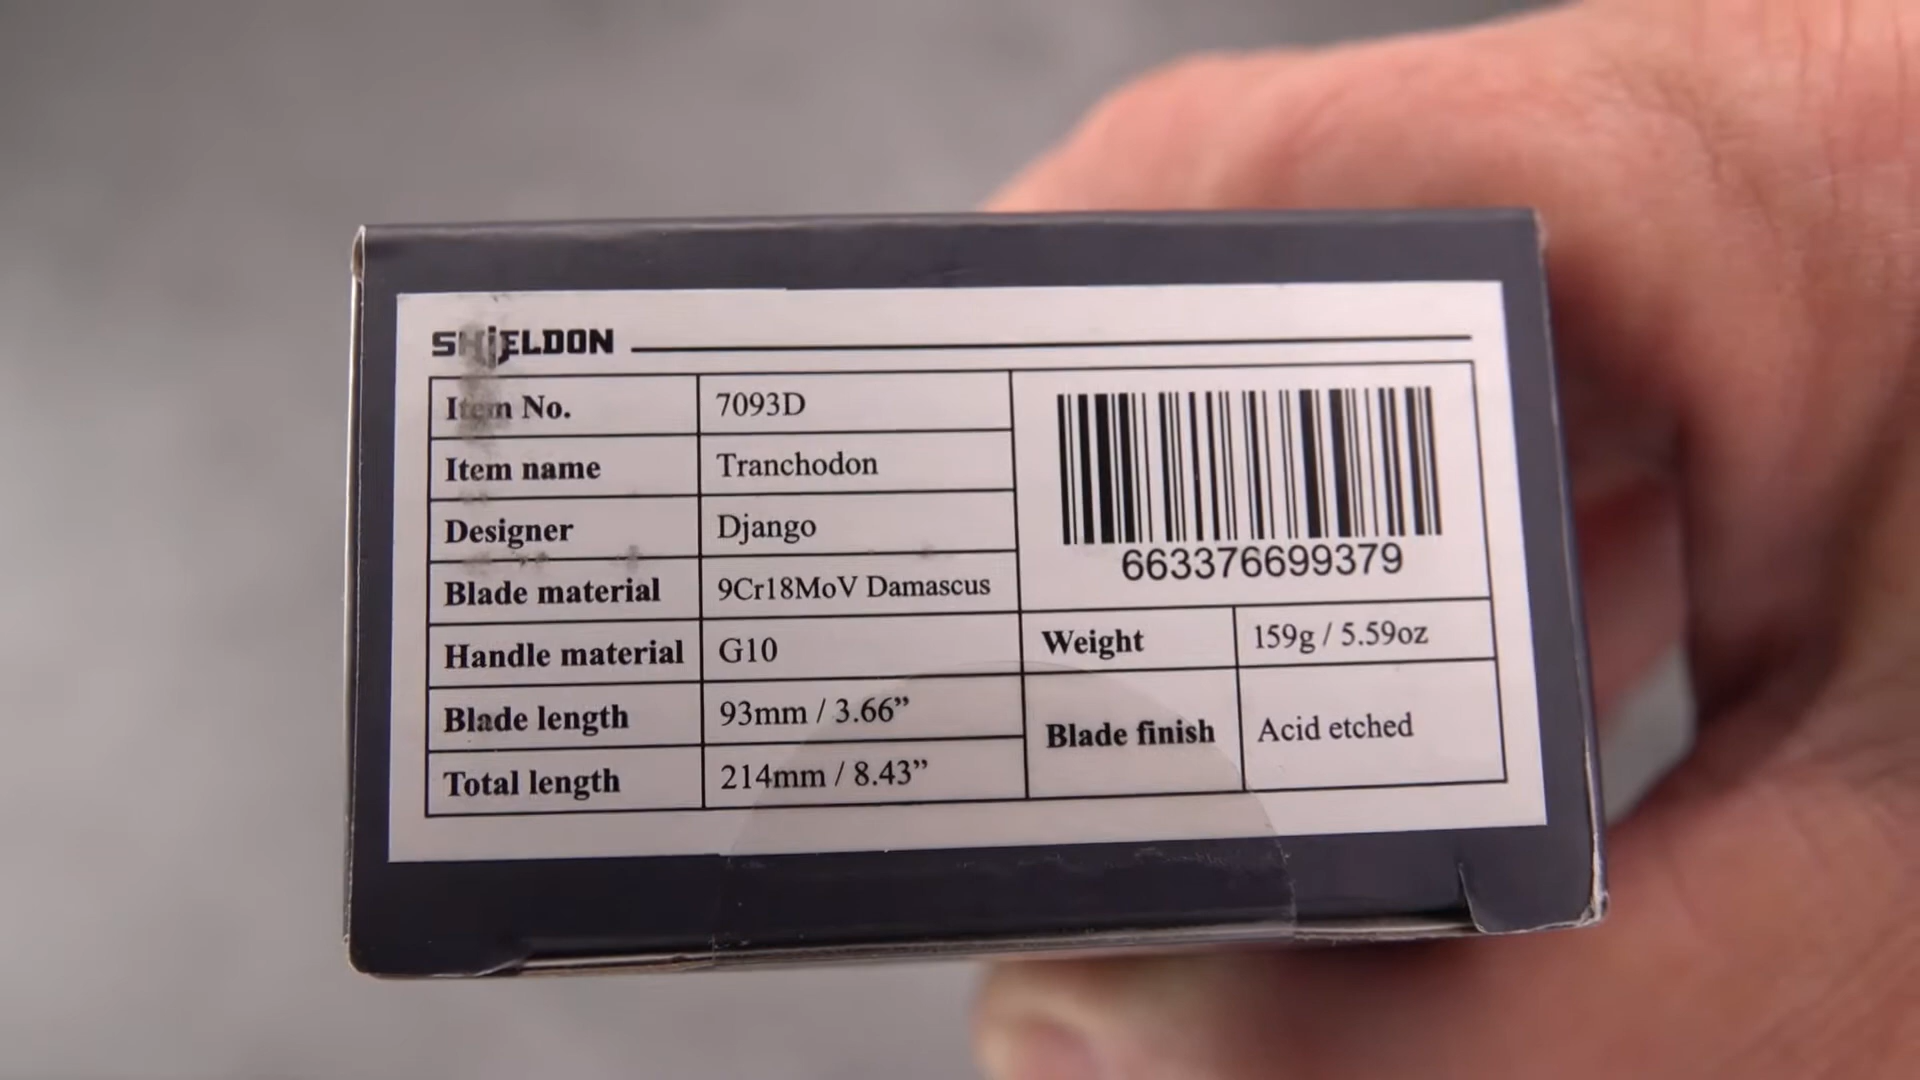 SHiELDON
Item No. 7093D
Item name Tranchodon
Designer Django
Blade material 9Cr18MoV Damascus
Handle material G10
Blade length 93mm / 3.66”
Total length 214mm / 8.43”
663376699379
Weight 159g / 5.59oz
Blade finish Acid etched